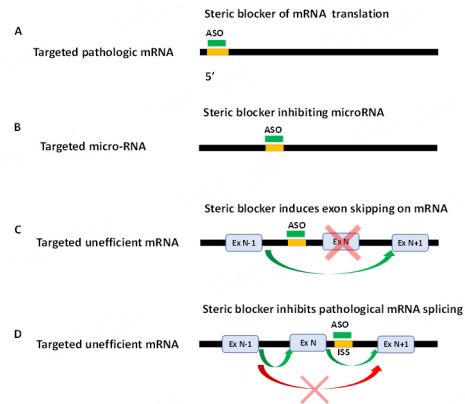 Steric blocker of mRNA translation
A
ASO
Targeted pathologic mRNA
5’
Steric blocker inhibiting microRNA
B
ASO
Targeted micro-RNA
Steric blocker induces exon skipping on mRNA
C
ASO
Targeted unefficient mRNA
Ex N-1
Ex N
Ex N+1
Steric blocker inhibits pathological mRNA splicing
D
ASO
Targeted unefficient mRNA
Ex N-1
Ex N
Ex N+1
ISS